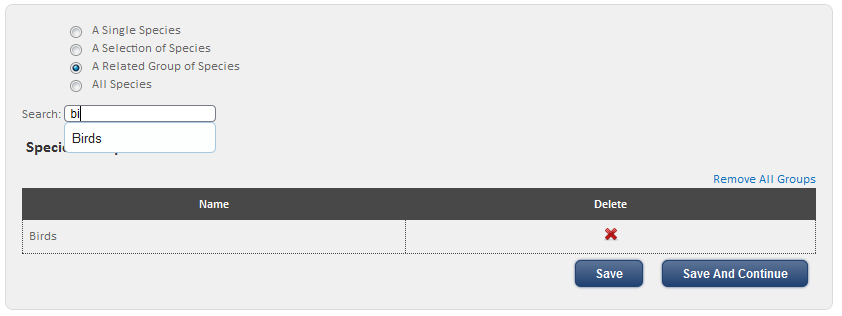 A Single Species
A Selection of Species
A Related Group of Species
All Species
Search: bi
Birds
Remove All Groups
Name Delete
Birds
Save Save And Continue